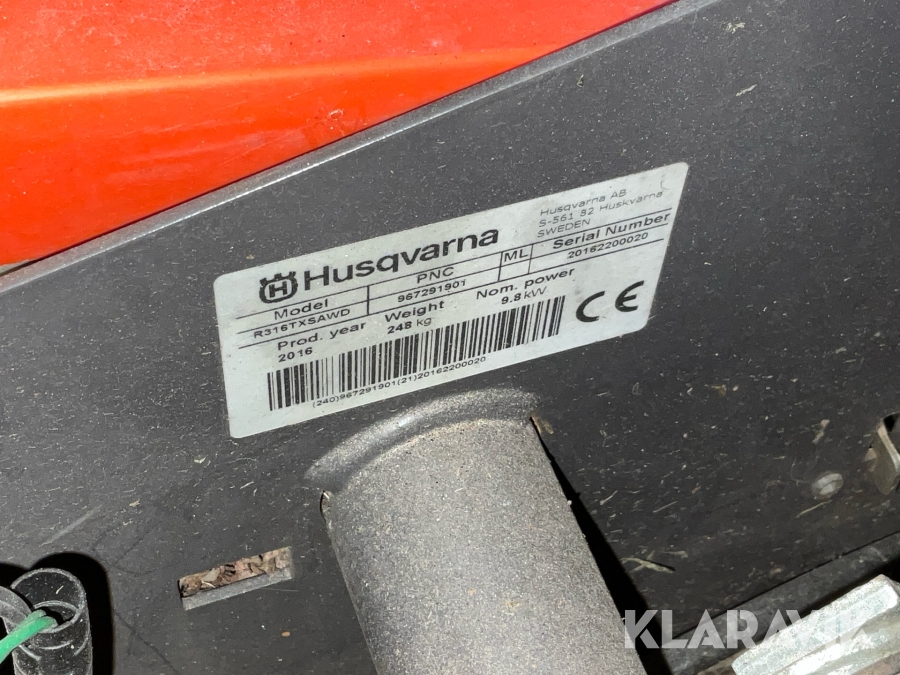 Husqvarna
Husqvarna AB
S-561 82 Huskvarna
SWEDEN
Model
PNC
ML
Serial Number
R316TXSAWD
967291901
20162200020
Prod. year
Weight
Nom. power
2016
248 kg
9.8 kW
CE
(240)967291901(21)20162200020
KLARAVIK